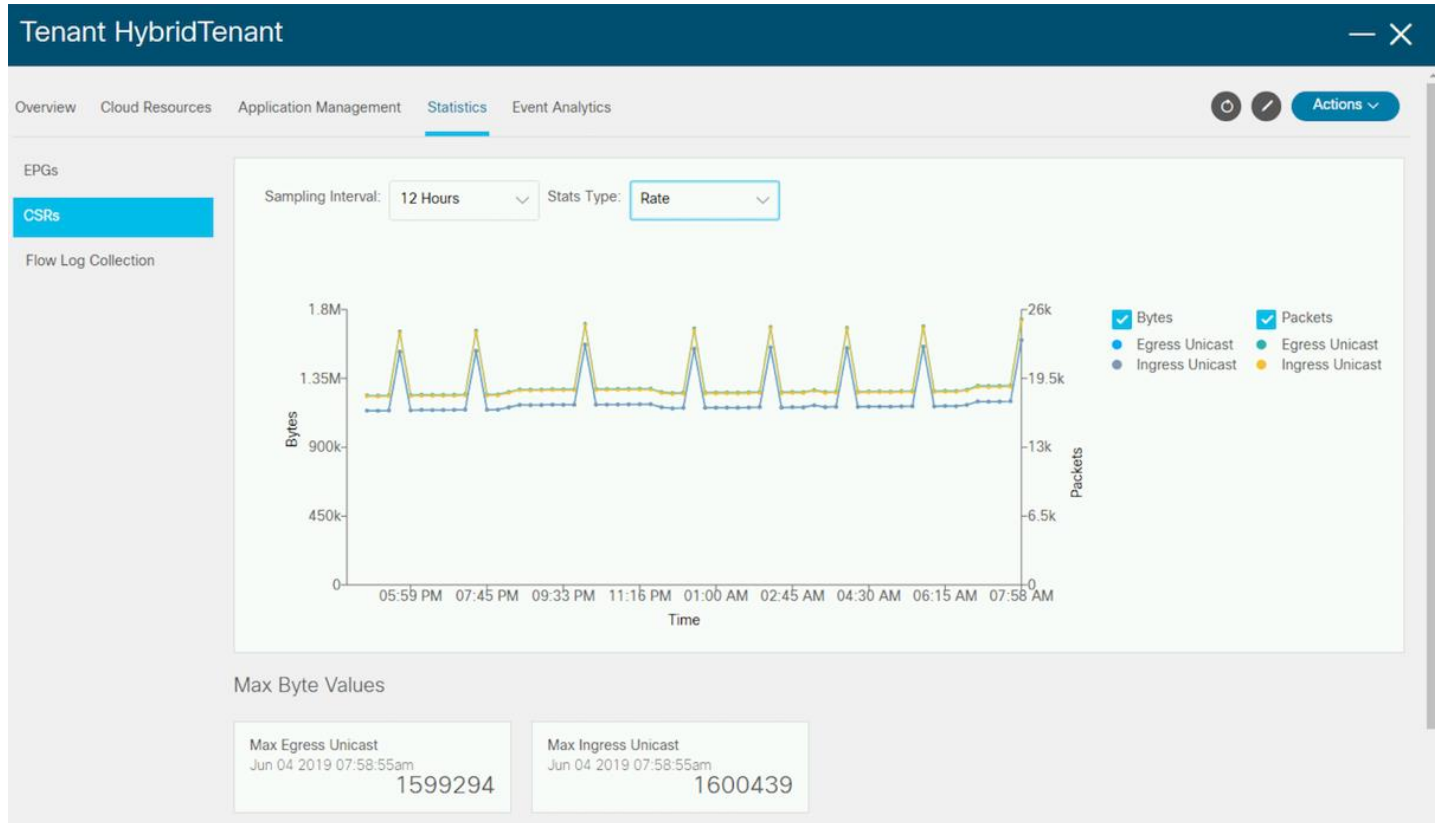 Tenant HybridTenant
Overview Cloud Resources Application Management Statistics Event Analytics Actions
EPGs
CSRs
Flow Log Collection
Sampling Interval: 12 Hours Stats Type: Rate
1.8M
1.35M
900k
450k
0
Bytes
26k
19.5k
13k
6.5k
0
Packets
05:59 PM 07:45 PM 09:33 PM 11:16 PM 01:00 AM 02:45 AM 04:30 AM 06:15 AM 07:58 AM
Time
Bytes
Egress Unicast
Ingress Unicast
Packets
Egress Unicast
Ingress Unicast
Max Byte Values
Max Egress Unicast
Jun 04 2019 07:58:55am
1599294
Max Ingress Unicast
Jun 04 2019 07:58:55am
1600439